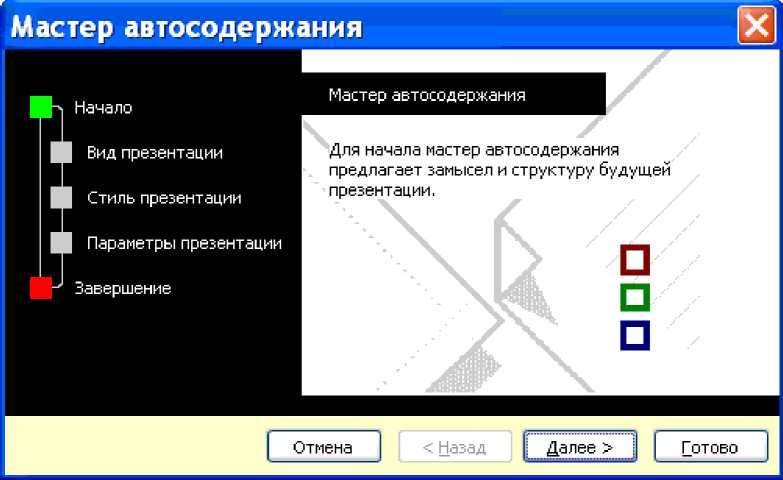 Мастер автосодержания
Начало
Вид презентации
Стиль презентации
Параметры презентации
Завершение
Мастер автосодержания
Для начала мастер автосодержания
предлагает замысел и структуру будущей
презентации.
Отмена
< Назад
Далее >
Готово